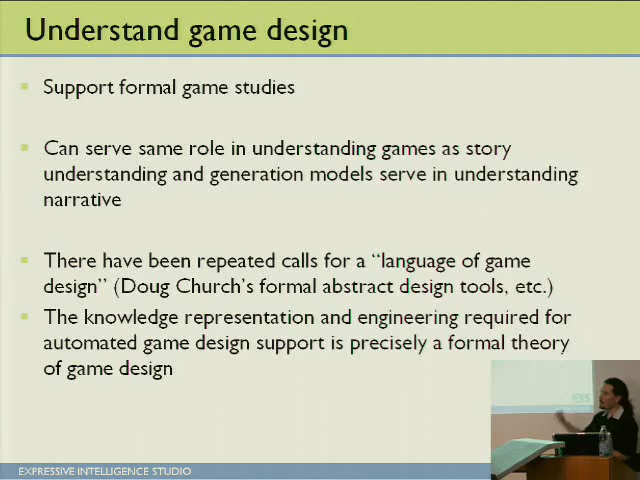 Understand game design
Support formal game studies
Can serve same role in understanding games as story
understanding and generation models serve in understanding
narrative
There have been repeated calls for a “language of game
design” (Doug Church’s formal abstract design tools, etc.)
The knowledge representation and engineering required for
automated game design support is precisely a formal theory
of game design
EXPRESSIVE INTELLIGENCE STUDIO